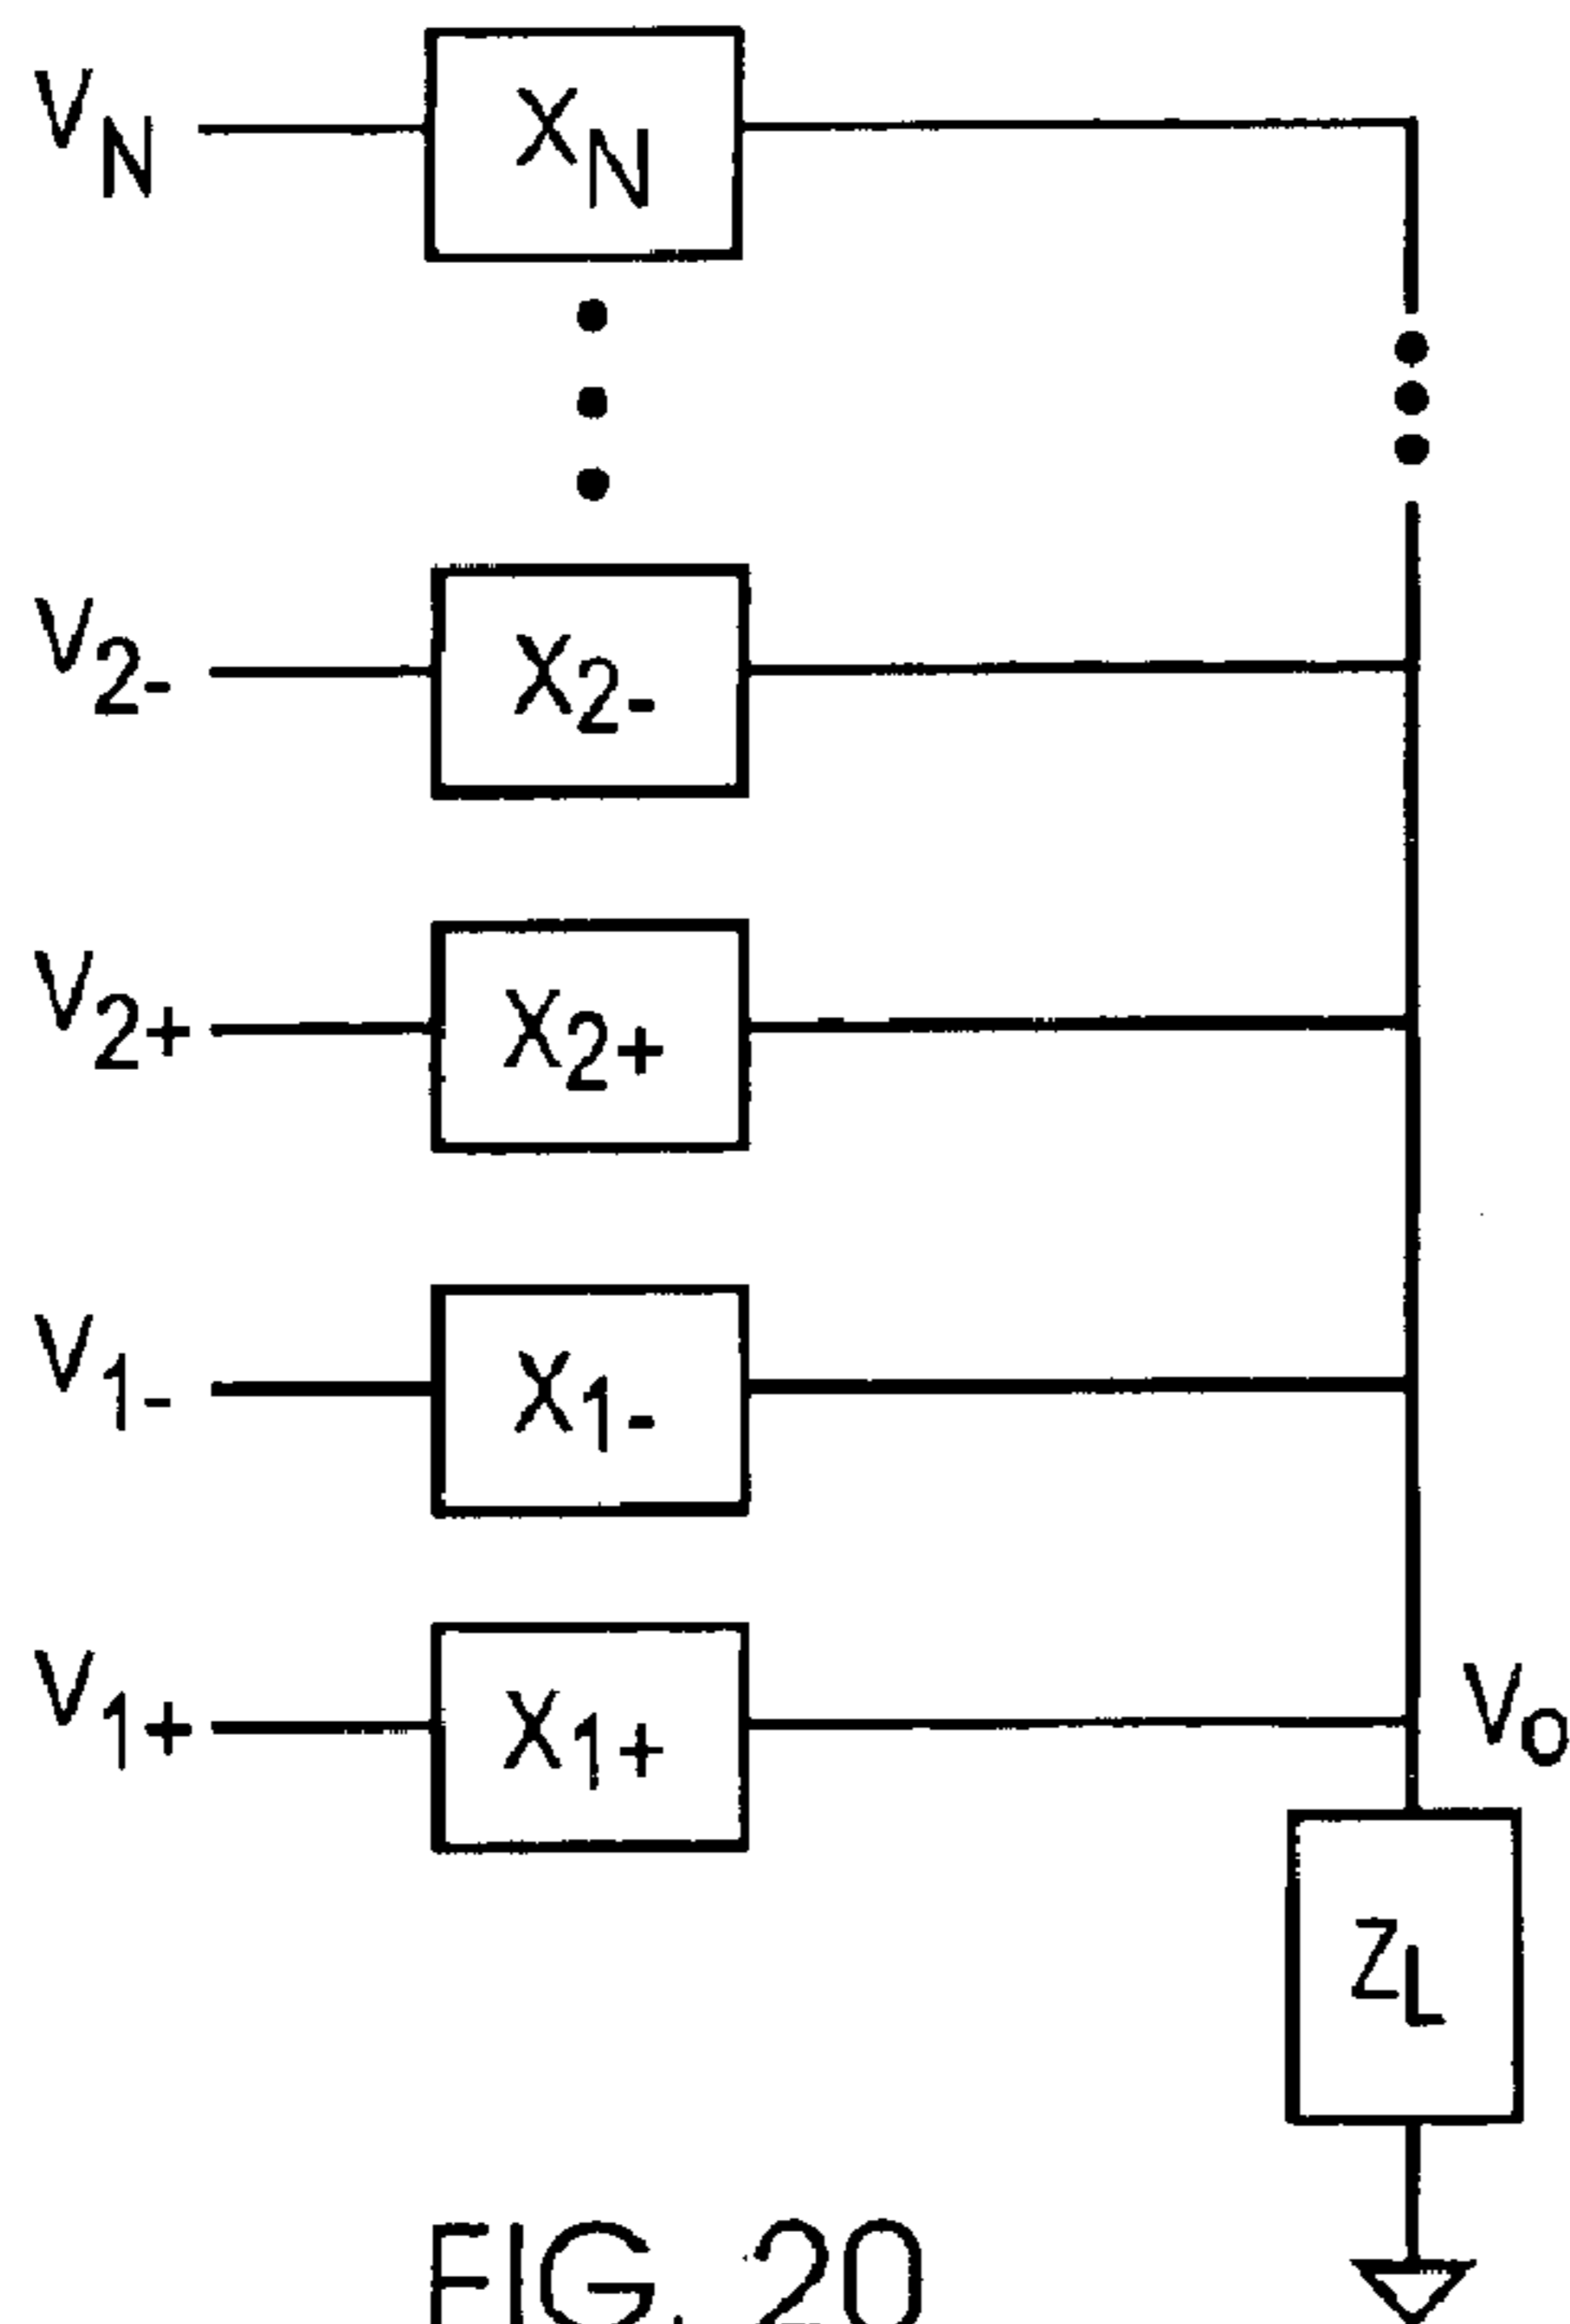 V_N X_N
V_2- X_2-
V_2+ X_2+
V_1- X_1-
V_1+ X_1+ V_O
Z_L
FIG. 20